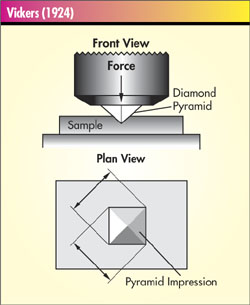 Vickers (1924)
Front View
Force
Diamond
Pyramid
Sample
Plan View
Pyramid Impression